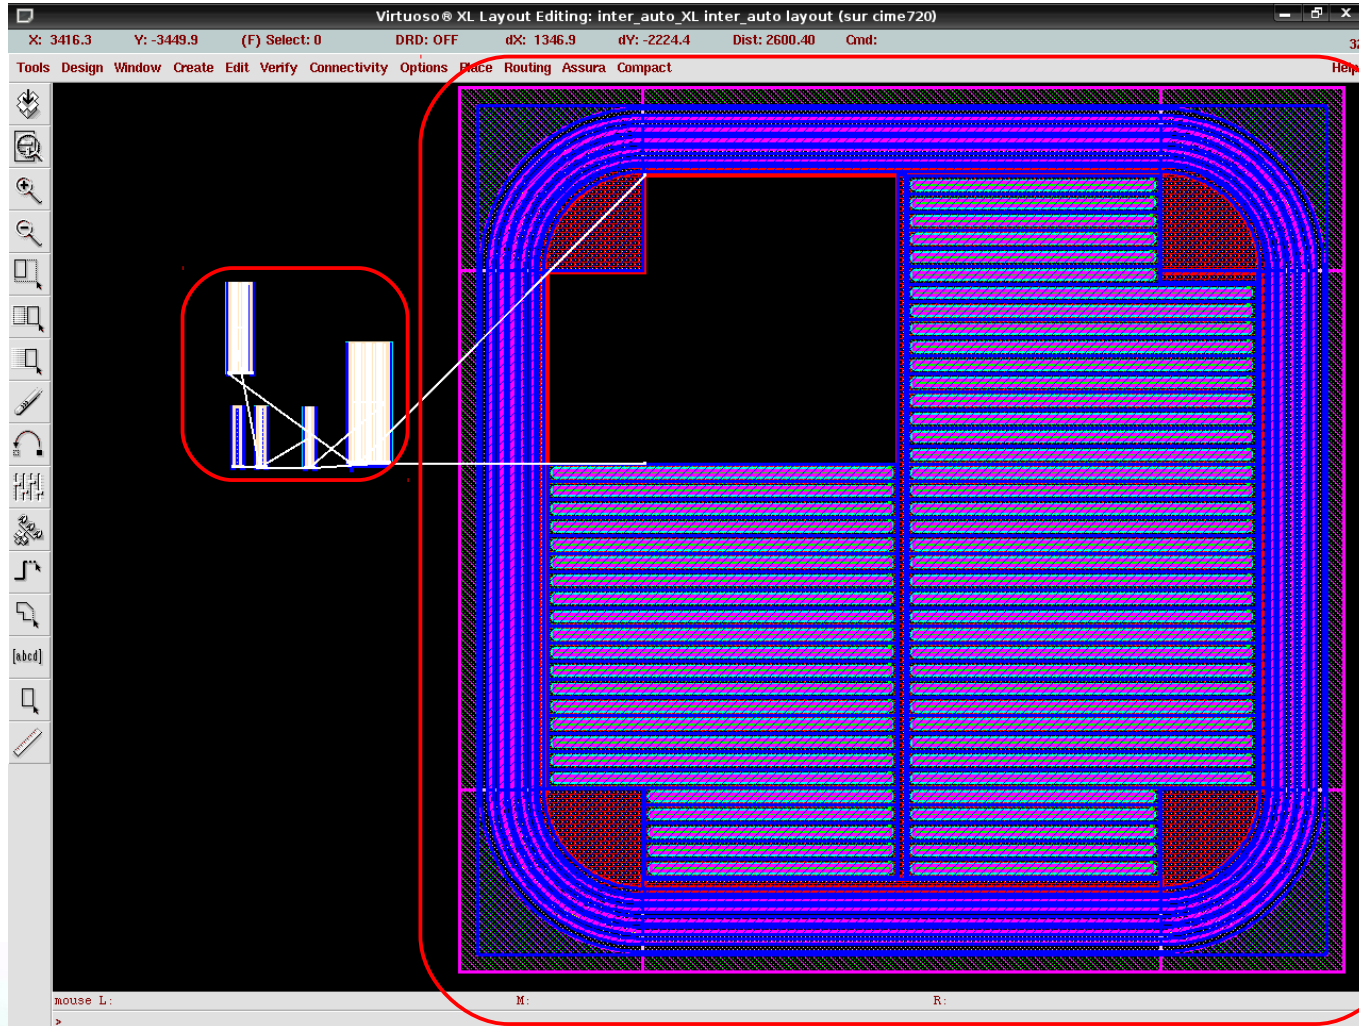 Virtuoso® XL Layout Editing: inter_auto_XL inter_auto layout (sur cime720)
X: 3416.3 Y: -3449.9 (F) Select: 0 DRD: OFF dX: 1346.9 dY: -2224.4 Dist: 2600.40 Cmd:
Tools Design Window Create Edit Verify Connectivity Options Place Routing Assura Compact Help
[abcd]
mouse L: M: R:
>